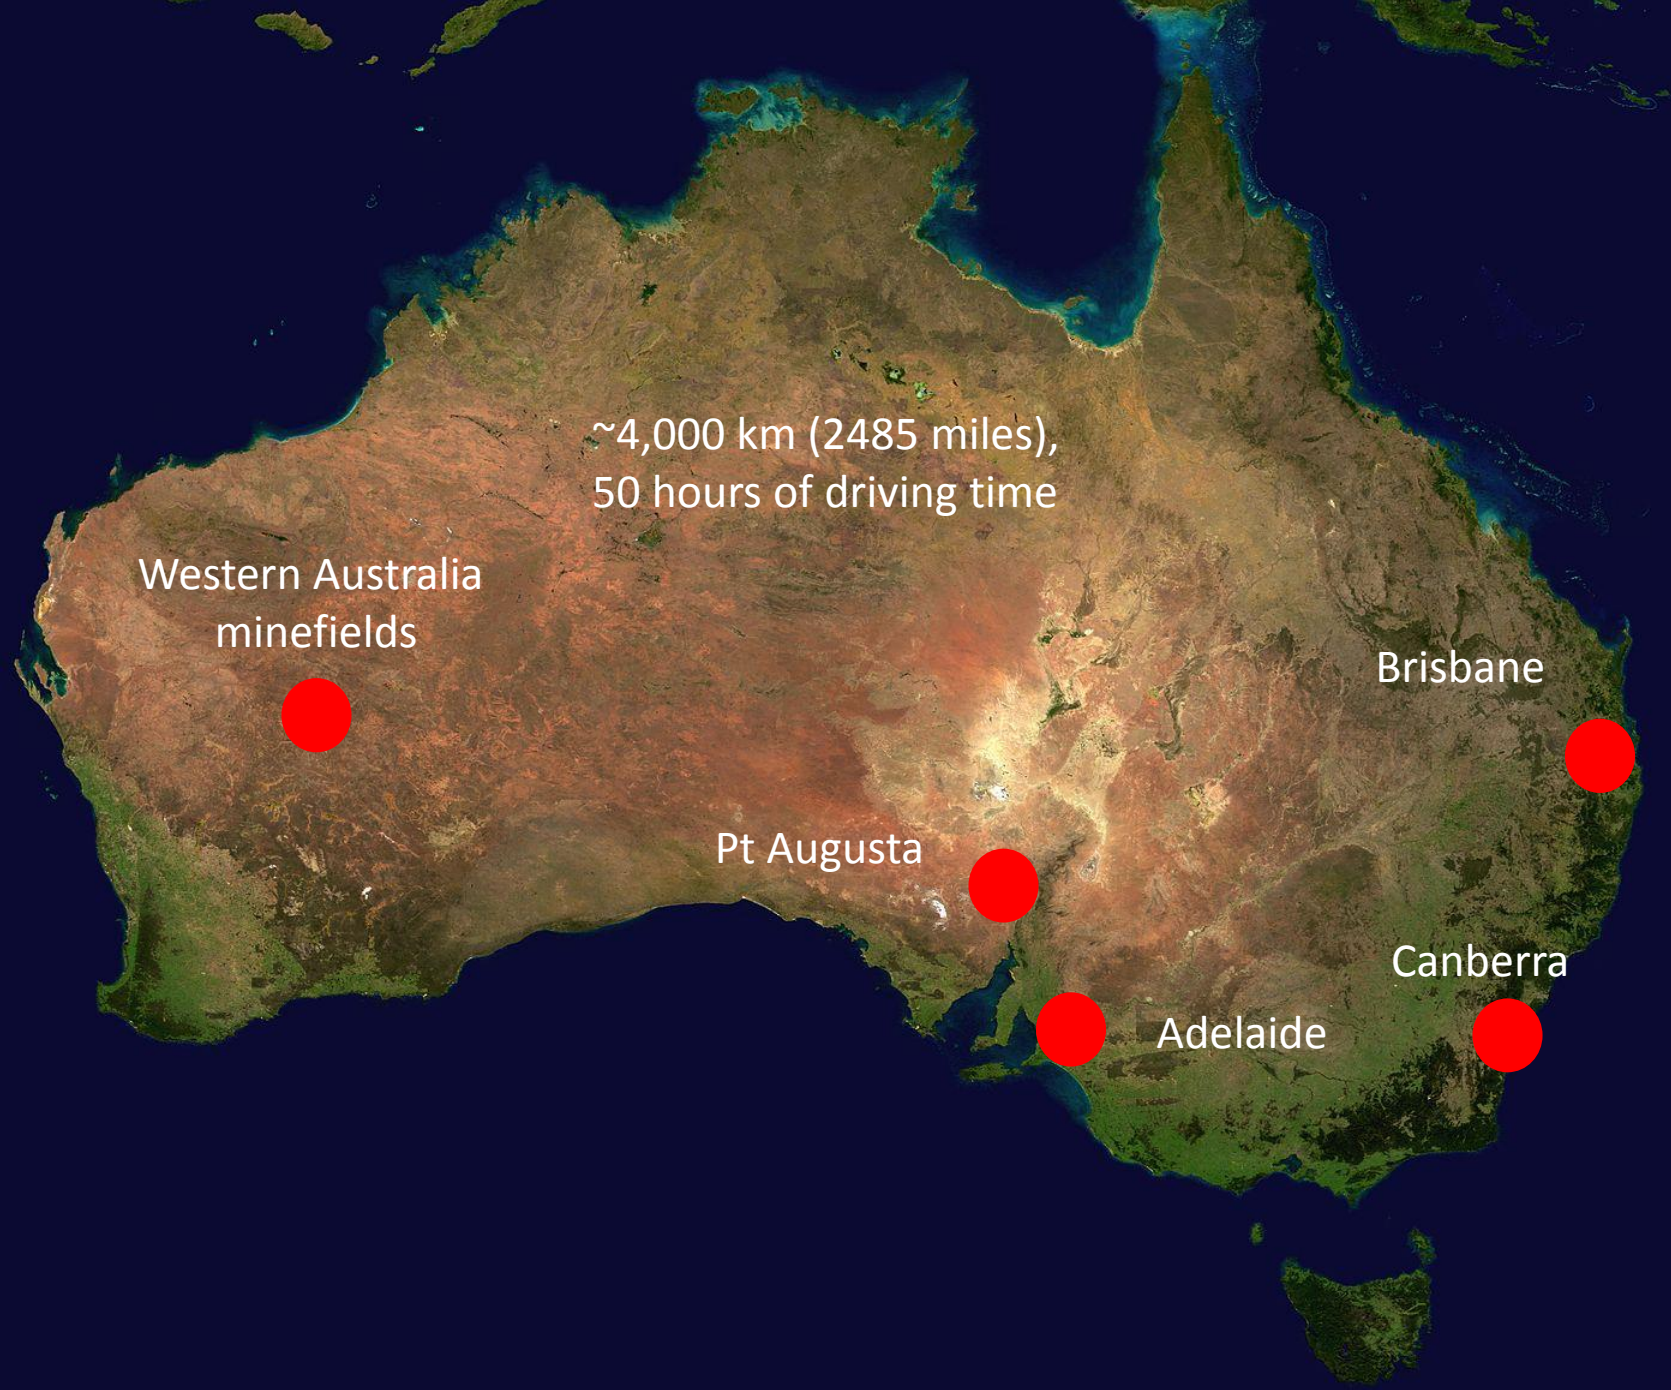 ~4,000 km (2485 miles),
50 hours of driving time
Western Australia
minefields
Brisbane
Pt Augusta
Canberra
Adelaide